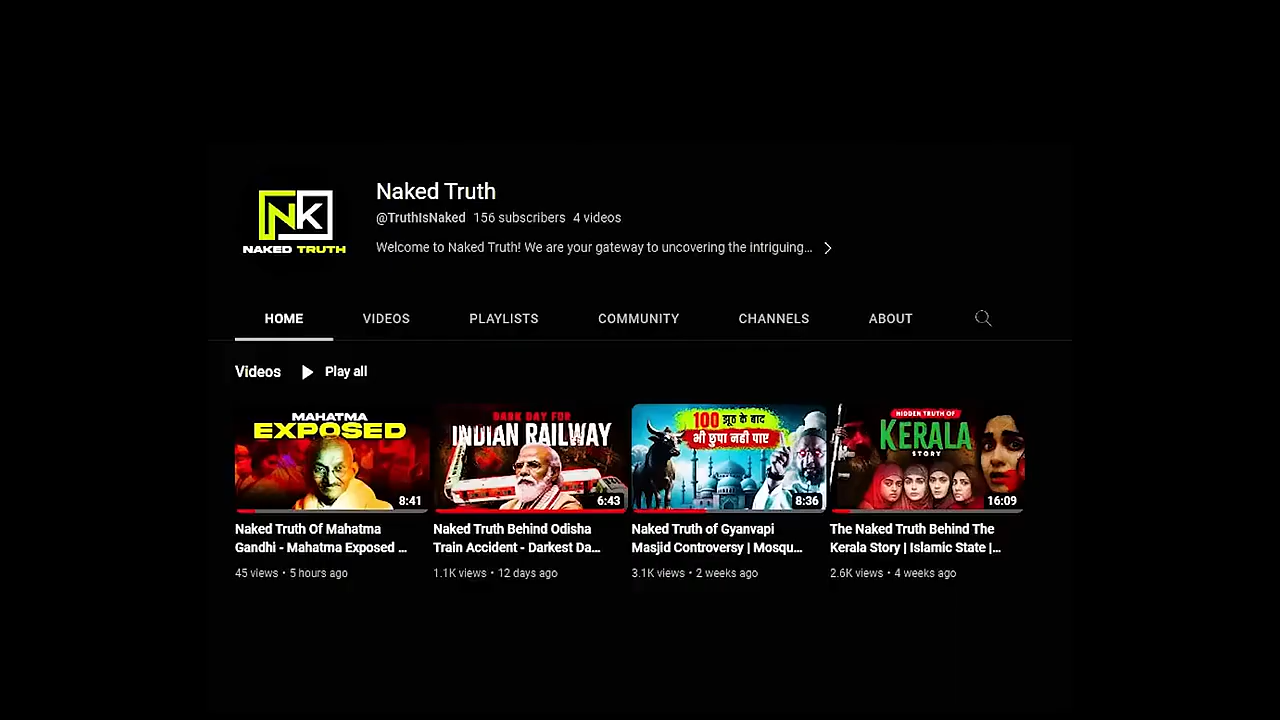 Naked Truth
@TruthIsNaked 156 subscribers 4 videos
Welcome to Naked Truth! We are your gateway to uncovering the intriguing...
NK
NAKED TRUTH
HOME VIDEOS PLAYLISTS COMMUNITY CHANNELS ABOUT
Videos Play all
MAHATMA
EXPOSED
8:41
Naked Truth Of Mahatma
Gandhi - Mahatma Exposed ...
45 views • 5 hours ago
DARK DAY FOR
INDIAN RAILWAY
6:43
Naked Truth Behind Odisha
Train Accident - Darkest Da...
1.1K views • 12 days ago
100 झूठ के बाद
भी छुपा नही पाए
8:36
Naked Truth of Gyanvapi
Masjid Controversy | Mosqu...
3.1K views • 2 weeks ago
HIDDEN TRUTH OF
KERALA
STORY
16:09
The Naked Truth Behind The
Kerala Story | Islamic State |...
2.6K views • 4 weeks ago